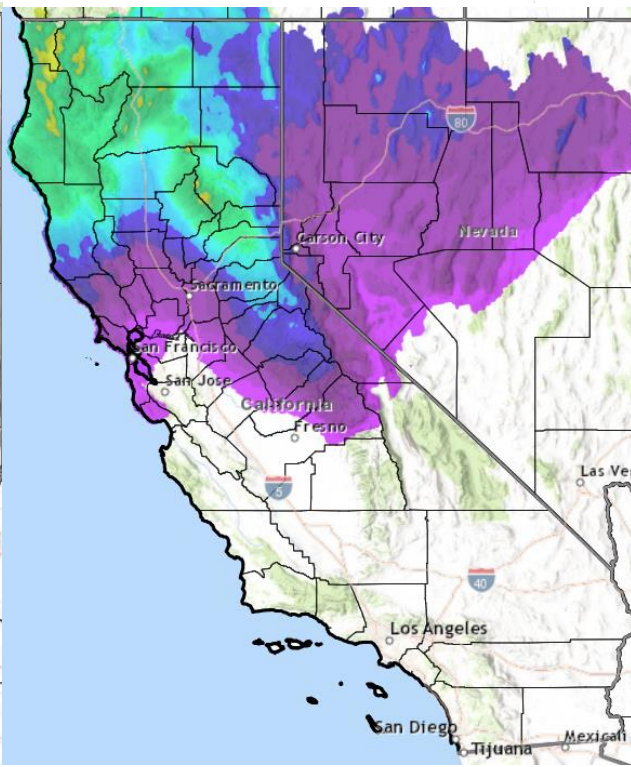 80
Carson City
Nevada
Sacramento
San Francisco
San Jose
California
Fresno
5
Las Ve
40
Los Angeles
San Diego
Tijuana
Mexicali